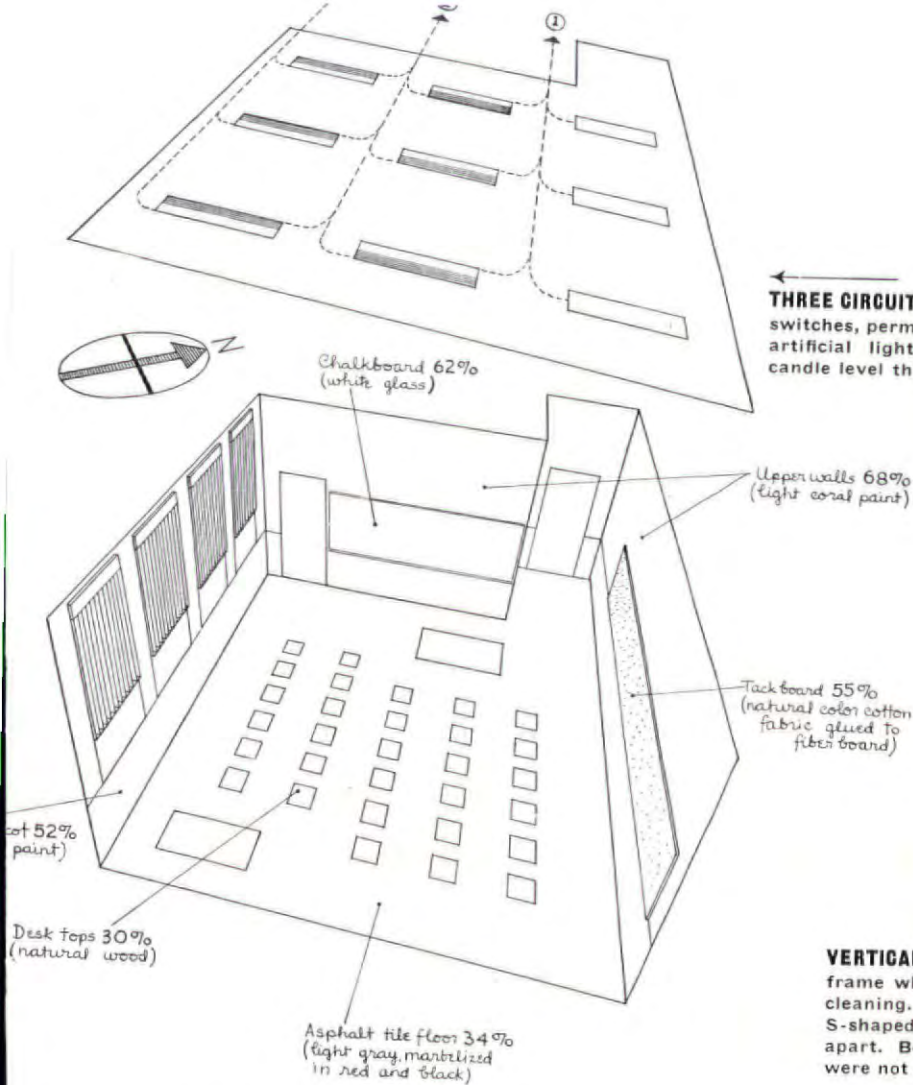 ①
THREE CIRCUIT
switches, perm
artificial light
candle level th
N
Chalkboard 62%
(white glass)
Upper walls 68%
(light coral paint)
Tack board 55%
(natural color cotton
fabric glued to
fiber board)
cot 52%
paint)
Desk tops 30%
(natural wood)
Asphalt tile floor 34%
(light gray, marbelized
in red and black)
VERTICAL
frame wh
cleaning.
S-shaped
apart. B
were not